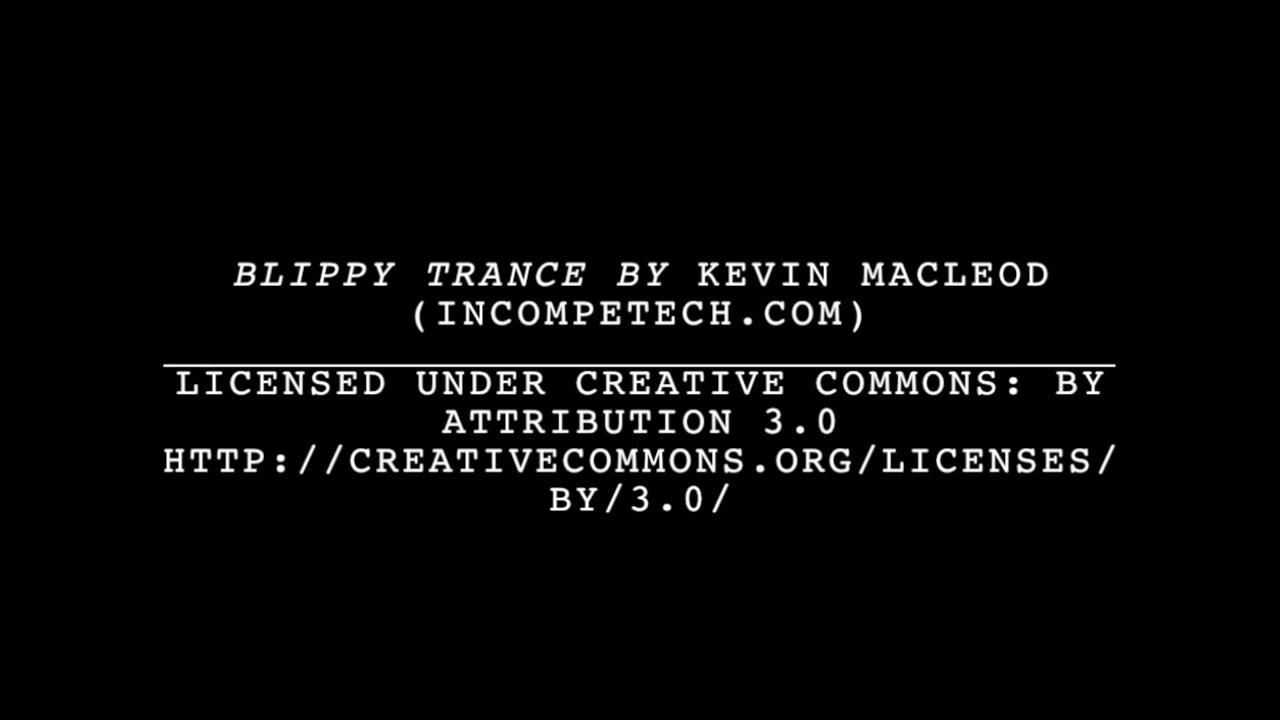 BLIPPY TRANCE BY KEVIN MACLEOD
(INCOMPETECH.COM)
LICENSED UNDER CREATIVE COMMONS: BY
ATTRIBUTION 3.0
HTTP://CREATIVECOMMONS.ORG/LICENSES/
BY/3.0/